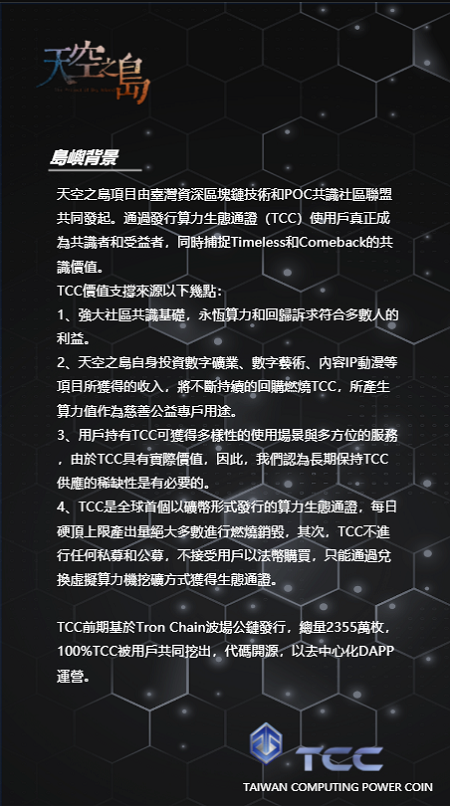 天空之島
島嶼背景
天空之島項目由臺灣資深區塊鏈技術和POC共識社區聯盟
共同發起。通過發行算力生態通證（TCC）使用戶真正成
為共識者和受益者，同時捕捉Timeless和Comeback的共
識價值。
TCC價值支撐來源以下幾點：
1、強大社區共識基礎，永恆算力和回歸訴求符合多數人的
利益。
2、天空之島自身投資數字礦業、數字藝術、内容IP動漫等
項目所獲得的收入，將不斷持續的回購燃燒TCC，所產生
算力值作為慈善公益專戶用途。
3、用戶持有TCC可獲得多樣性的使用場景與多方位的服務
，由於TCC具有實際價值，因此，我們認為長期保持TCC
供應的稀缺性是有必要的。
4、TCC是全球首個以礦幣形式發行的算力生態通證，每日
硬頂上限產出量絕大多數進行燃燒銷毀，其次，TCC不進
行任何私募和公募，不接受用戶以法幣購買，只能通過兌
換虛擬算力機挖礦方式獲得生態通證。
TCC前期基於Tron Chain波場公鏈發行，總量2355萬枚，
100%TCC被用戶共同挖出，代碼開源，以去中心化DAPP
運營。
TCC
TAIWAN COMPUTING POWER COIN